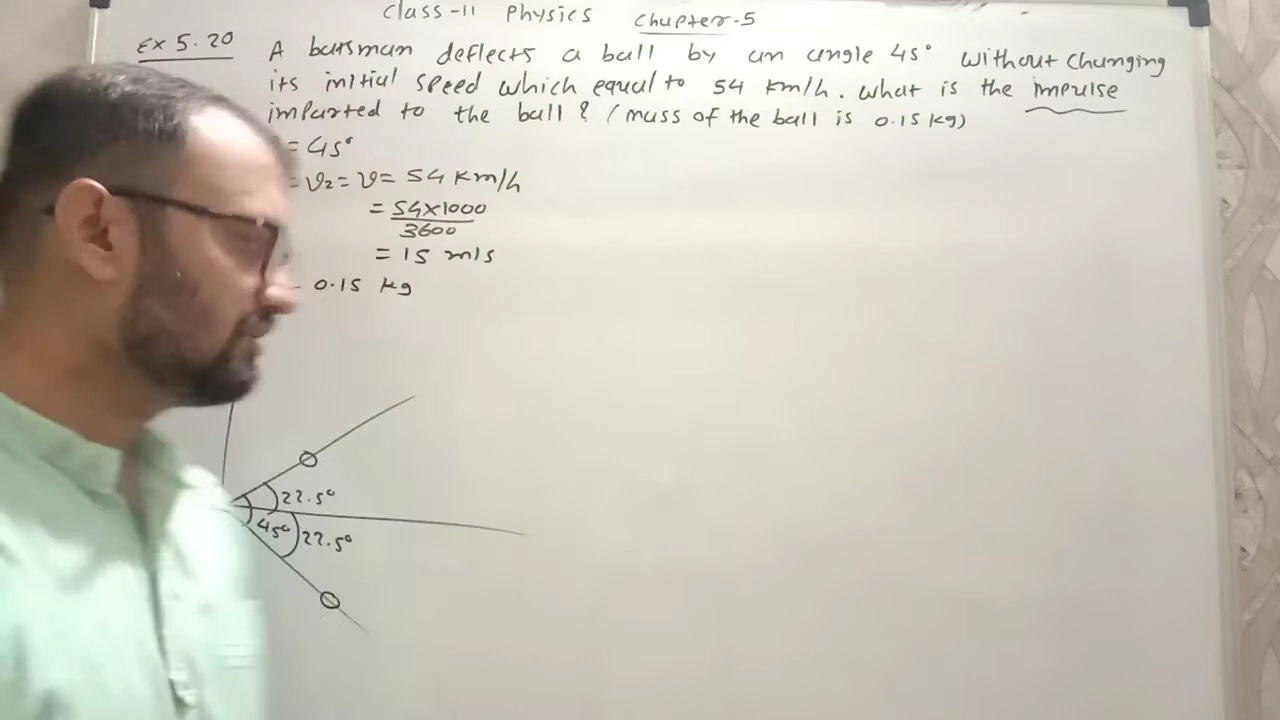 Class-11 Physics Chapter-5
Ex 5.20 A batsman deflects a ball by an angle 45° without changing
its initial speed which equal to 54 km/h. what is the impulse
imparted to the ball? (mass of the ball is 0.15 kg)
= 45°
= v₂ = v = 54 Km/h
= 54×1000
3600
= 15 m/s
0.15 kg
22.5°
45° 22.5°